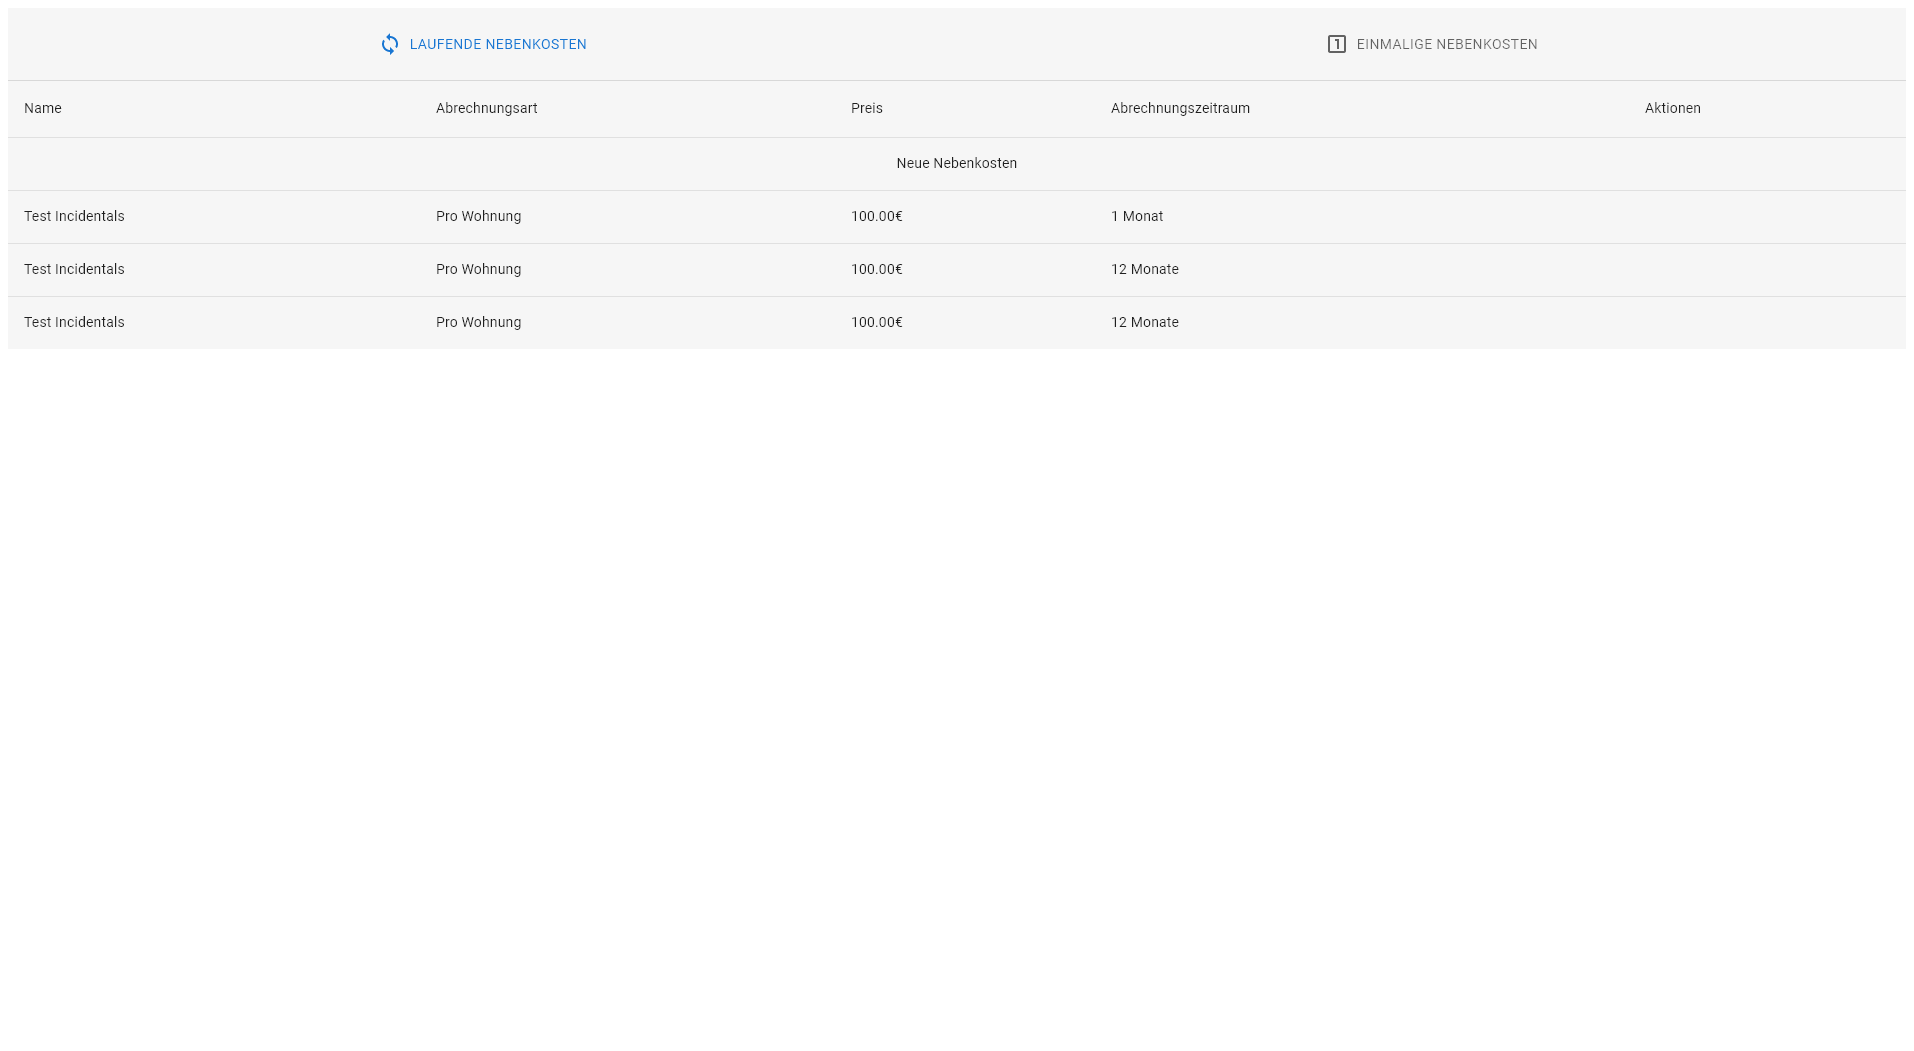 LAUFENDE NEBENKOSTEN 1 EINMALIGE NEBENKOSTEN
Name Abrechnungsart Preis Abrechnungszeitraum Aktionen
Neue Nebenkosten
Test Incidentals Pro Wohnung 100.00€ 1 Monat
Test Incidentals Pro Wohnung 100.00€ 12 Monate
Test Incidentals Pro Wohnung 100.00€ 12 Monate